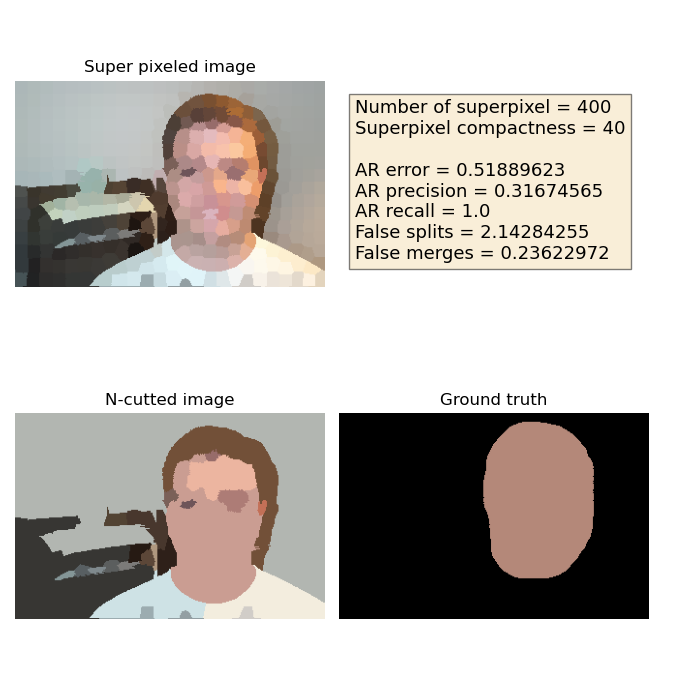 Super pixeled image
Number of superpixel = 400
Superpixel compactness = 40
AR error = 0.51889623
AR precision = 0.31674565
AR recall = 1.0
False splits = 2.14284255
False merges = 0.23622972
N-cutted image
Ground truth